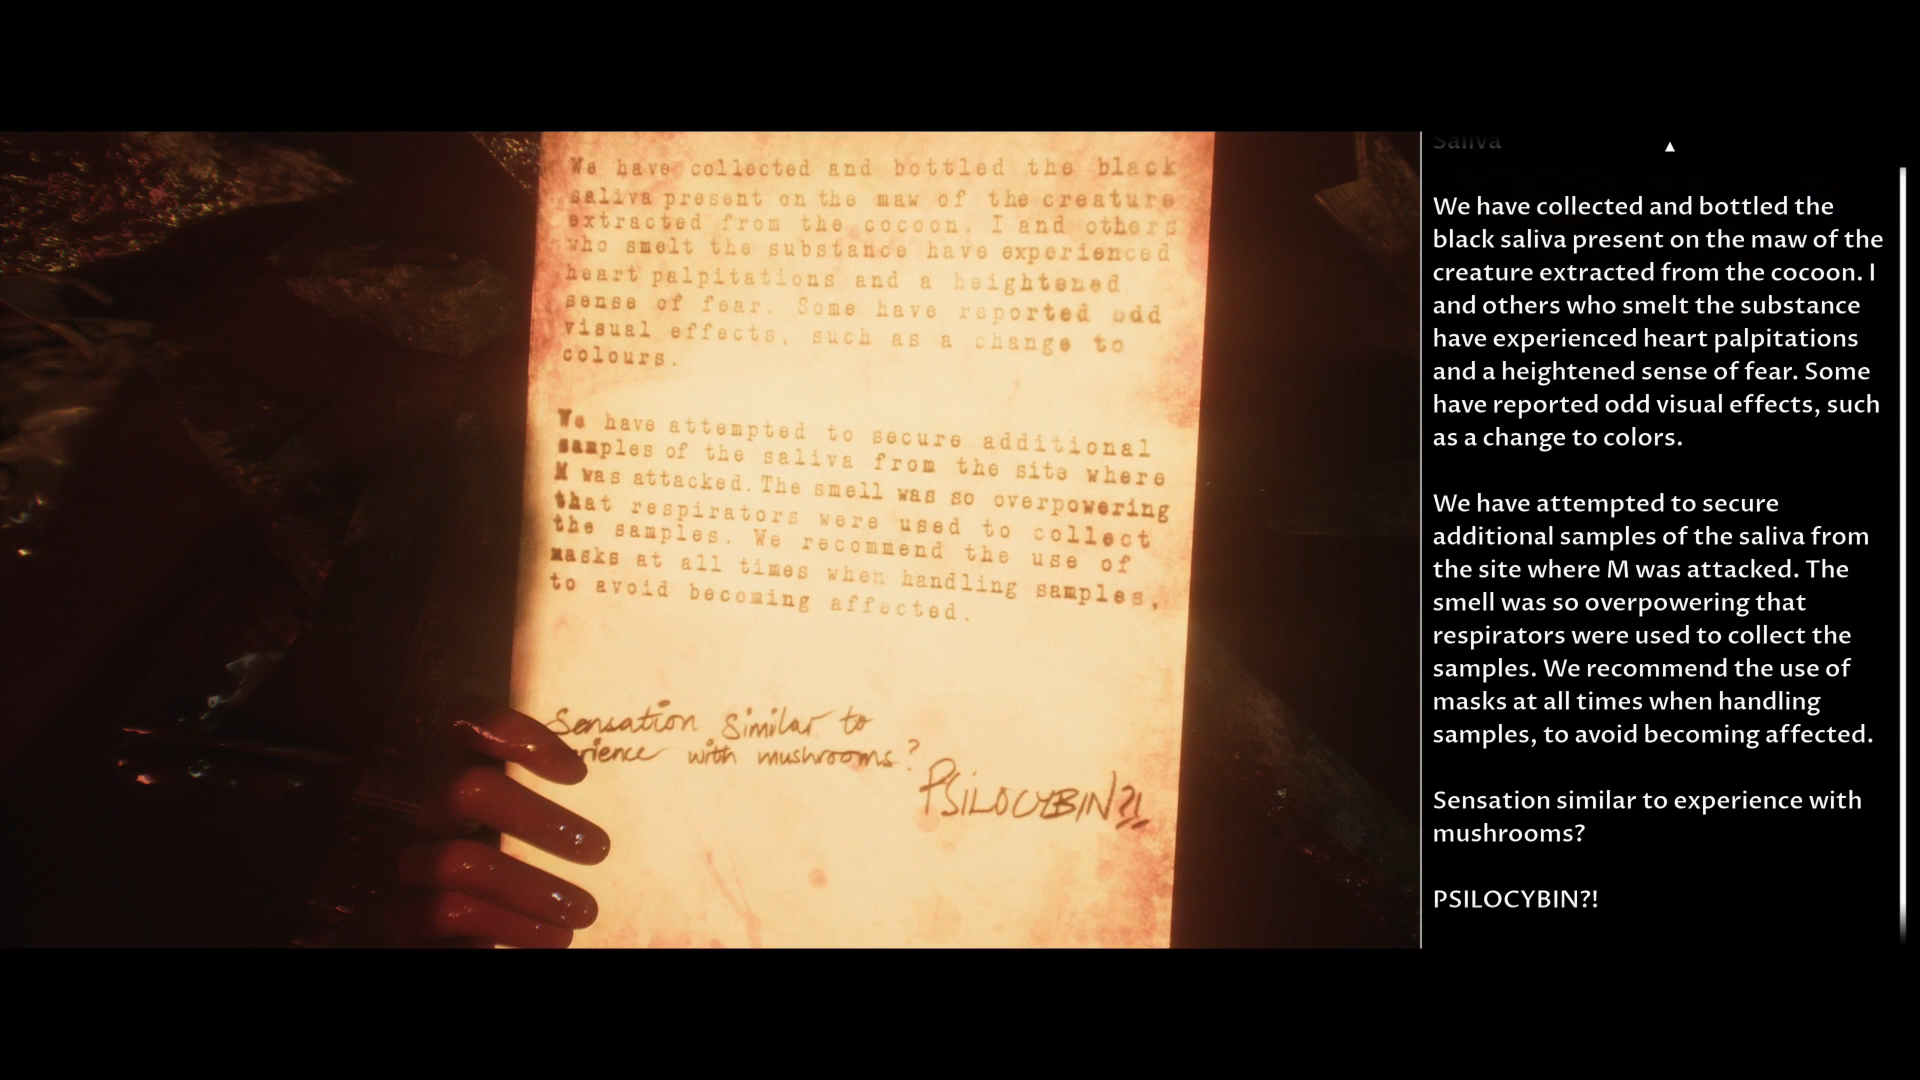 We have collected and bottled the black
saliva present on the maw of the creature
extracted from the cocoon. I and others
who smelt the substance have experienced
heart palpitations and a heightened
sense of fear. Some have reported odd
visual effects, such as a change to
colours.
We have attempted to secure additional
samples of the saliva from the site where
M was attacked. The smell was so overpowering
that respirators were used to collect
the samples. We recommend the use of
masks at all times when handling samples,
to avoid becoming affected.
Sensation similar to
erience with mushrooms?
PSILOCYBIN?!
Saliva
We have collected and bottled the
black saliva present on the maw of the
creature extracted from the cocoon. I
and others who smelt the substance
have experienced heart palpitations
and a heightened sense of fear. Some
have reported odd visual effects, such
as a change to colors.
We have attempted to secure
additional samples of the saliva from
the site where M was attacked. The
smell was so overpowering that
respirators were used to collect the
samples. We recommend the use of
masks at all times when handling
samples, to avoid becoming affected.
Sensation similar to experience with
mushrooms?
PSILOCYBIN?!